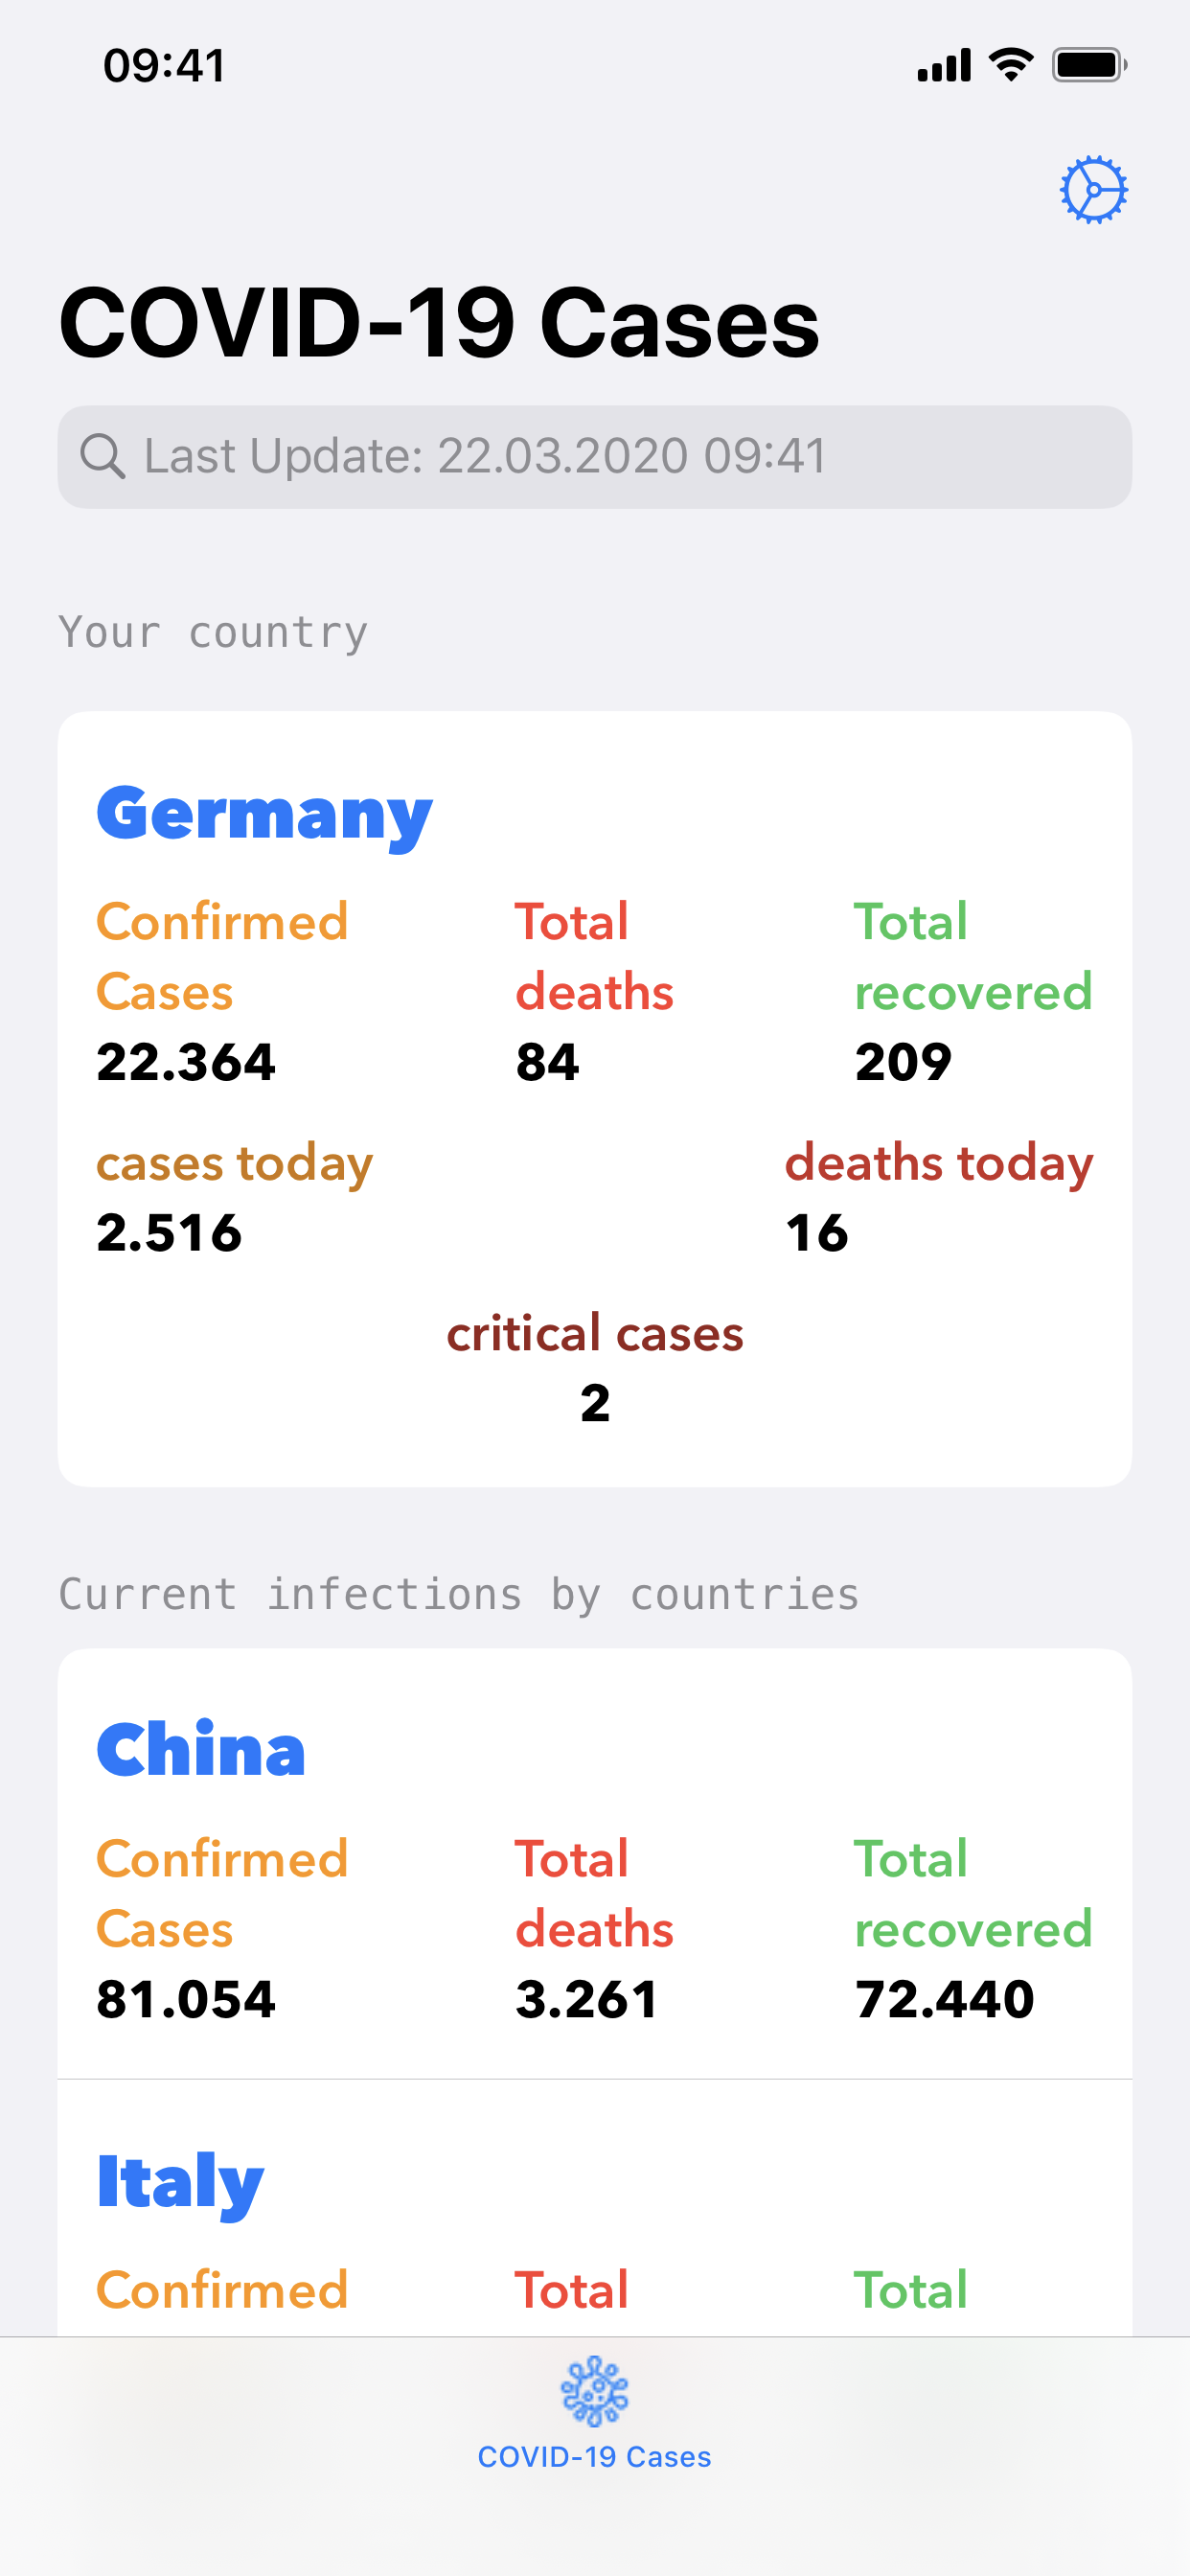 09:41
COVID-19 Cases
Last Update: 22.03.2020 09:41
Your country
Germany
Confirmed Total Total
Cases deaths recovered
22.364 84 209
cases today deaths today
2.516 16
critical cases
2
Current infections by countries
China
Confirmed Total Total
Cases deaths recovered
81.054 3.261 72.440
Italy
Confirmed Total Total
COVID-19 Cases